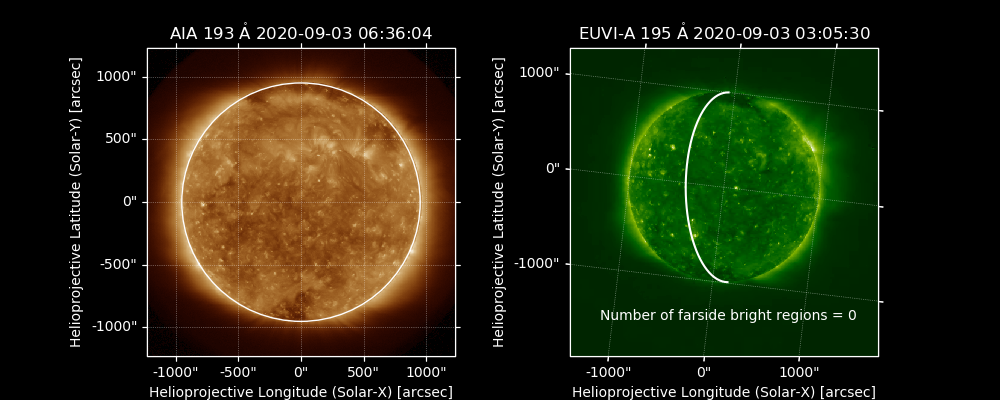 AIA 193 Å 2020-09-03 06:36:04
Helioprojective Latitude (Solar-Y) [arcsec]
1000"
500"
0"
-500"
-1000"
-1000" -500" 0" 500" 1000"
Helioprojective Longitude (Solar-X) [arcsec]
EUVI-A 195 Å 2020-09-03 03:05:30
Helioprojective Latitude (Solar-Y) [arcsec]
1000"
0"
-1000"
Number of farside bright regions = 0
-1000" 0" 1000"
Helioprojective Longitude (Solar-X) [arcsec]